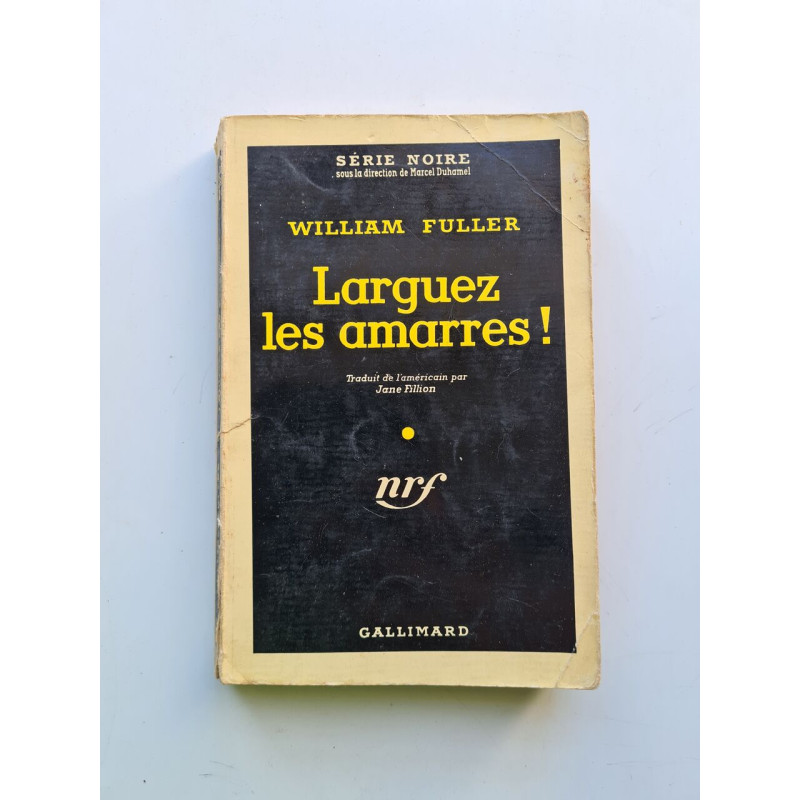 SÉRIE NOIRE
sous la direction de Marcel Duhamel
WILLIAM FULLER
Larguez
les amarres !
Traduit de l'américain par
Jane Fillion
nrf
GALLIMARD